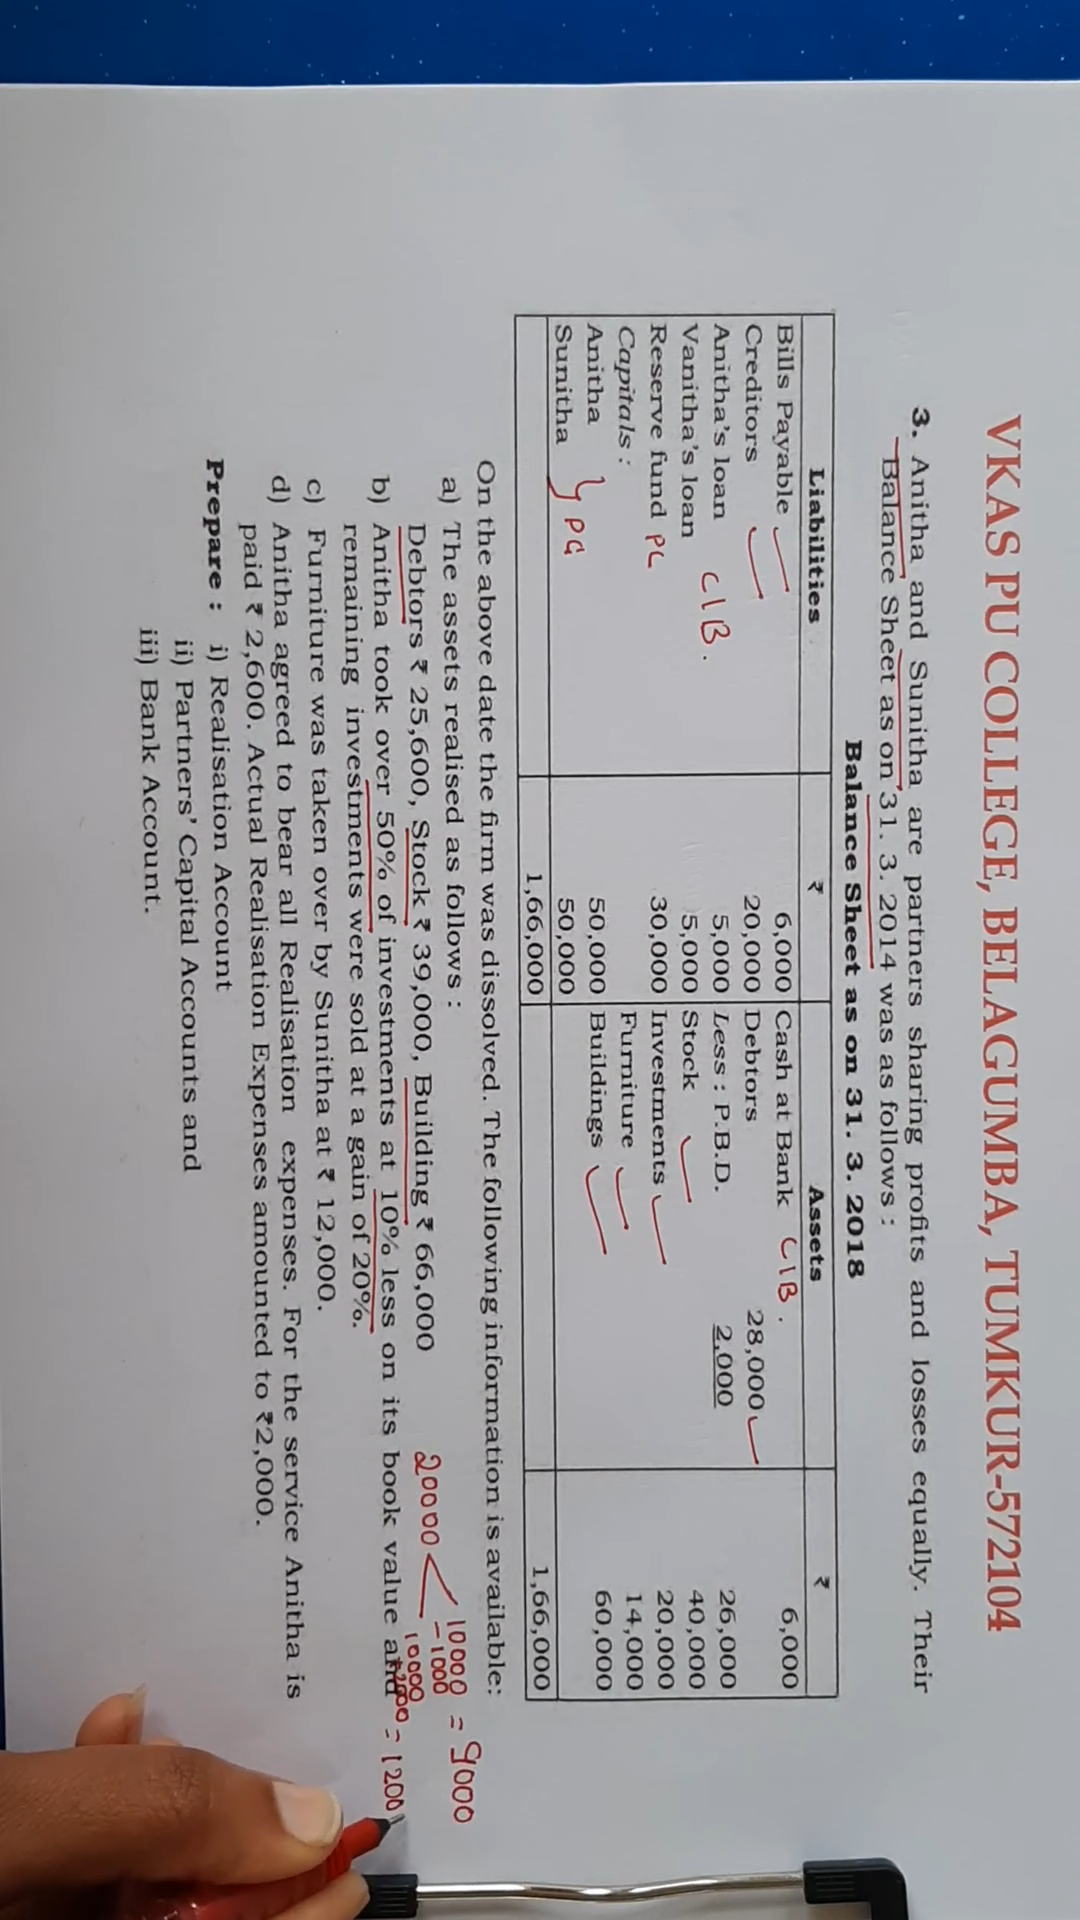 VKAS PU COLLEGE, BELAGUMBA, TUMKUR-572104
3. Anitha and Sunitha are partners sharing profits and losses equally. Their
Balance Sheet as on 31. 3. 2014 was as follows :
Balance Sheet as on 31. 3. 2018
Liabilities ₹ Assets ₹
Bills Payable 6,000 Cash at Bank C/B. 6,000
Creditors 20,000 Debtors 28,000
Anitha's loan 5,000 Less : P.B.D. 2,000 26,000
Vanitha's loan C/B. 5,000 Stock 40,000
Reserve fund PC 30,000 Investments 20,000
Capitals : Furniture 14,000
Anitha 50,000 Buildings 60,000
Sunitha } PC 50,000
1,66,000 1,66,000
On the above date the firm was dissolved. The following information is available:
a) The assets realised as follows :
Debtors ₹ 25,600, Stock ₹ 39,000, Building ₹ 66,000
20000 < 10000 - 1000 = 9000
10000 + 2000 = 1200
b) Anitha took over 50% of investments at 10% less on its book value and
remaining investments were sold at a gain of 20%.
c) Furniture was taken over by Sunitha at ₹ 12,000.
d) Anitha agreed to bear all Realisation expenses. For the service Anitha is
paid ₹ 2,600. Actual Realisation Expenses amounted to ₹2,000.
Prepare : i) Realisation Account
ii) Partners' Capital Accounts and
iii) Bank Account.